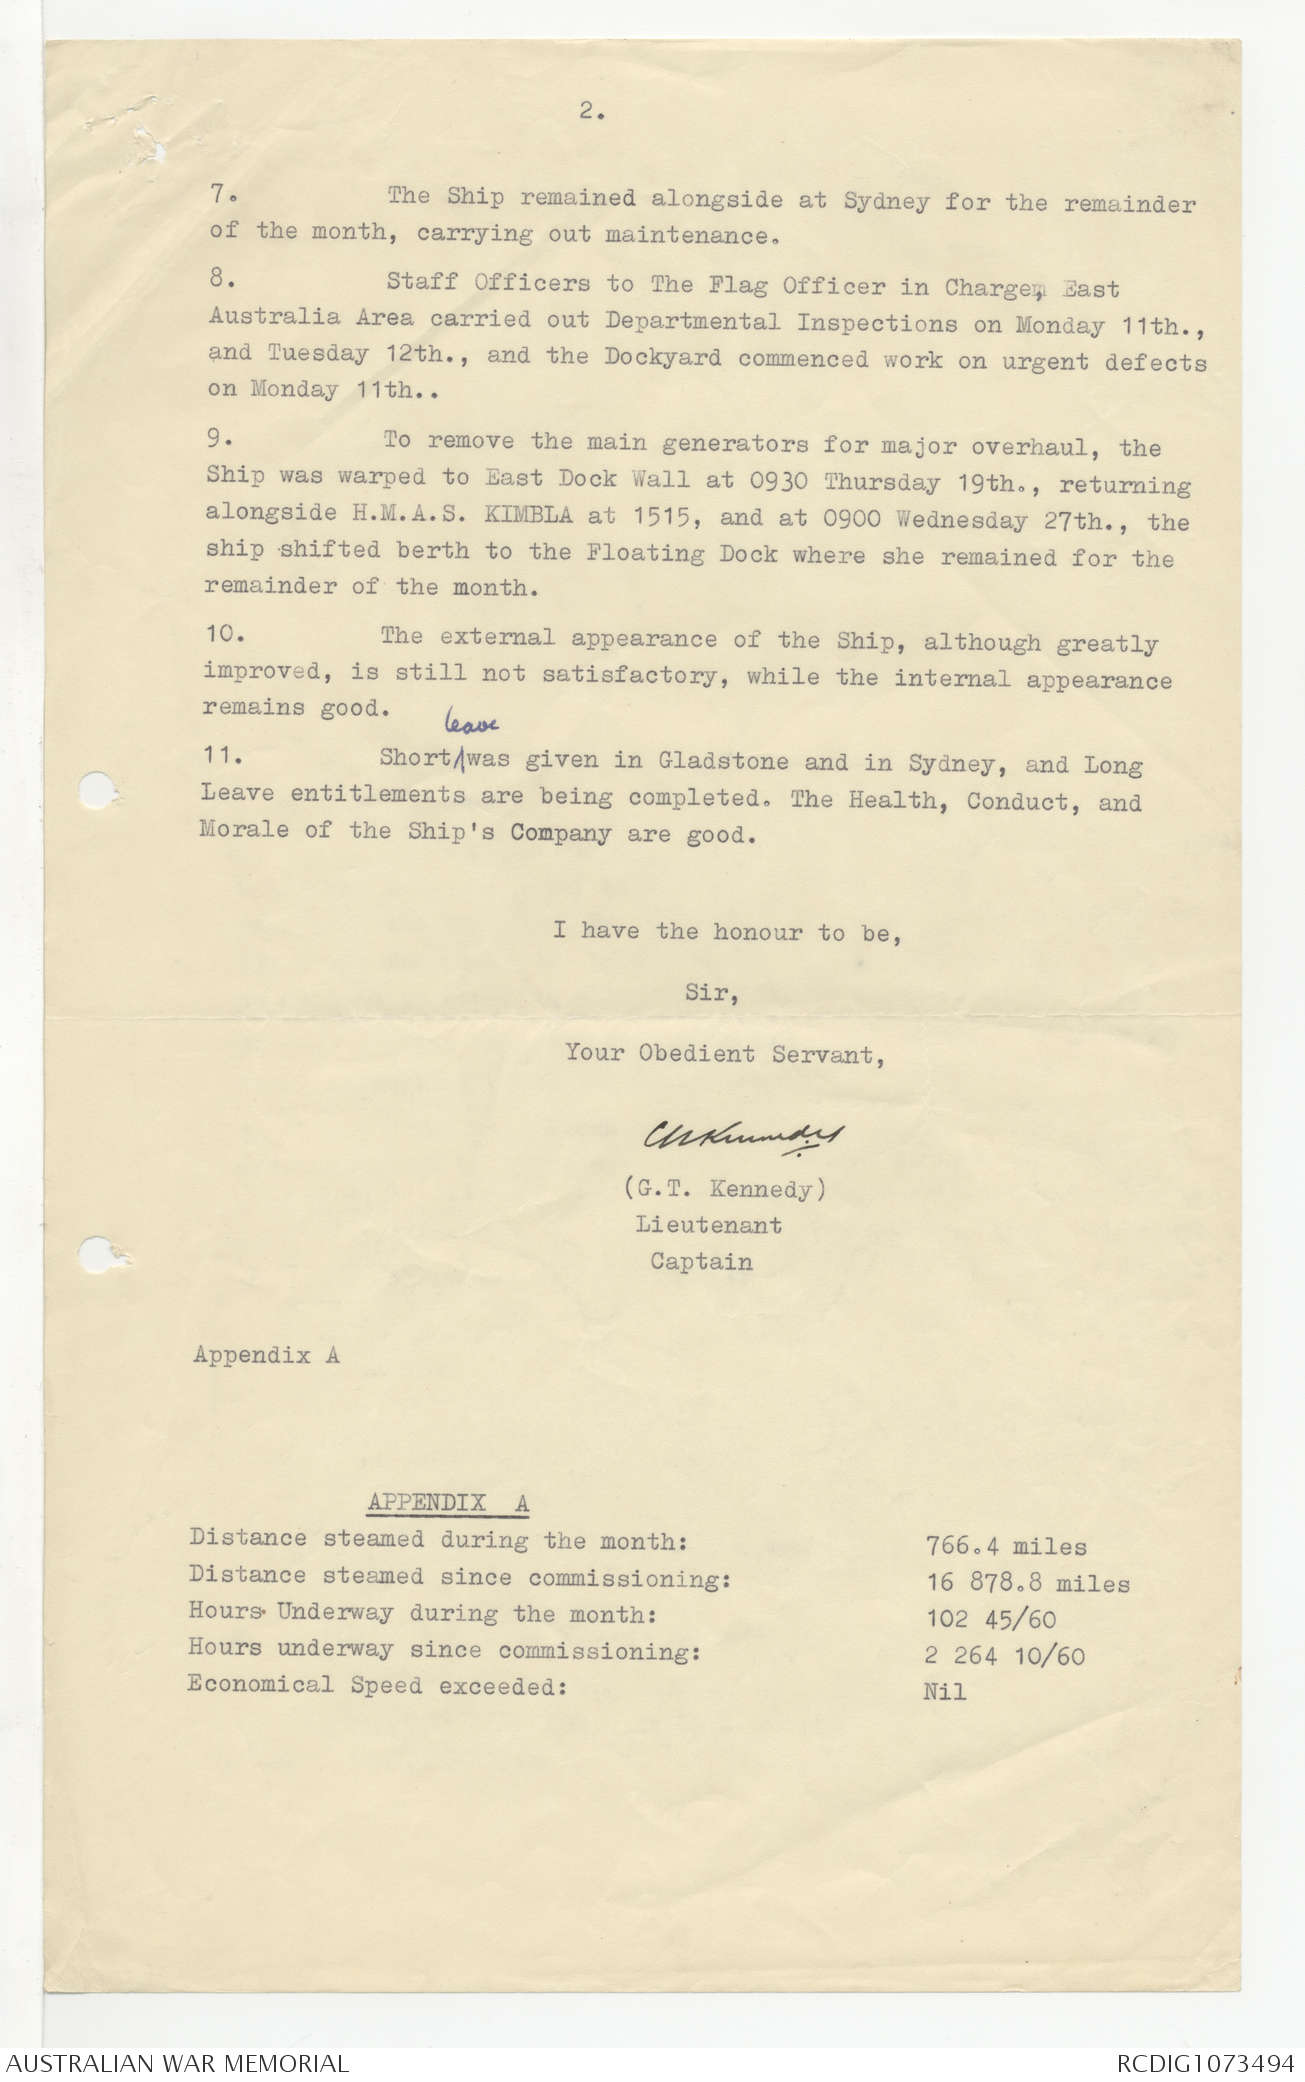 2.
7. The Ship remained alongside at Sydney for the remainder
of the month, carrying out maintenance.
8. Staff Officers to The Flag Officer in Charge, East
Australia Area carried out Departmental Inspections on Monday 11th.,
and Tuesday 12th., and the Dockyard commenced work on urgent defects
on Monday 11th..
9. To remove the main generators for major overhaul, the
Ship was warped to East Dock Wall at 0930 Thursday 19th., returning
alongside H.M.A.S. KIMBLA at 1515, and at 0900 Wednesday 27th., the
ship shifted berth to the Floating Dock where she remained for the
remainder of the month.
10. The external appearance of the Ship, although greatly
improved, is still not satisfactory, while the internal appearance
remains good.
leave
11. Short was given in Gladstone and in Sydney, and Long
Leave entitlements are being completed. The Health, Conduct, and
Morale of the Ship's Company are good.
I have the honour to be,
Sir,
Your Obedient Servant,
(G.T. Kennedy)
Lieutenant
Captain
Appendix A
APPENDIX A
Distance steamed during the month: 766.4 miles
Distance steamed since commissioning: 16 878.8 miles
Hours Underway during the month: 102 45/60
Hours underway since commissioning: 2 264 10/60
Economical Speed exceeded: Nil
AUSTRALIAN WAR MEMORIAL RCDIG1073494